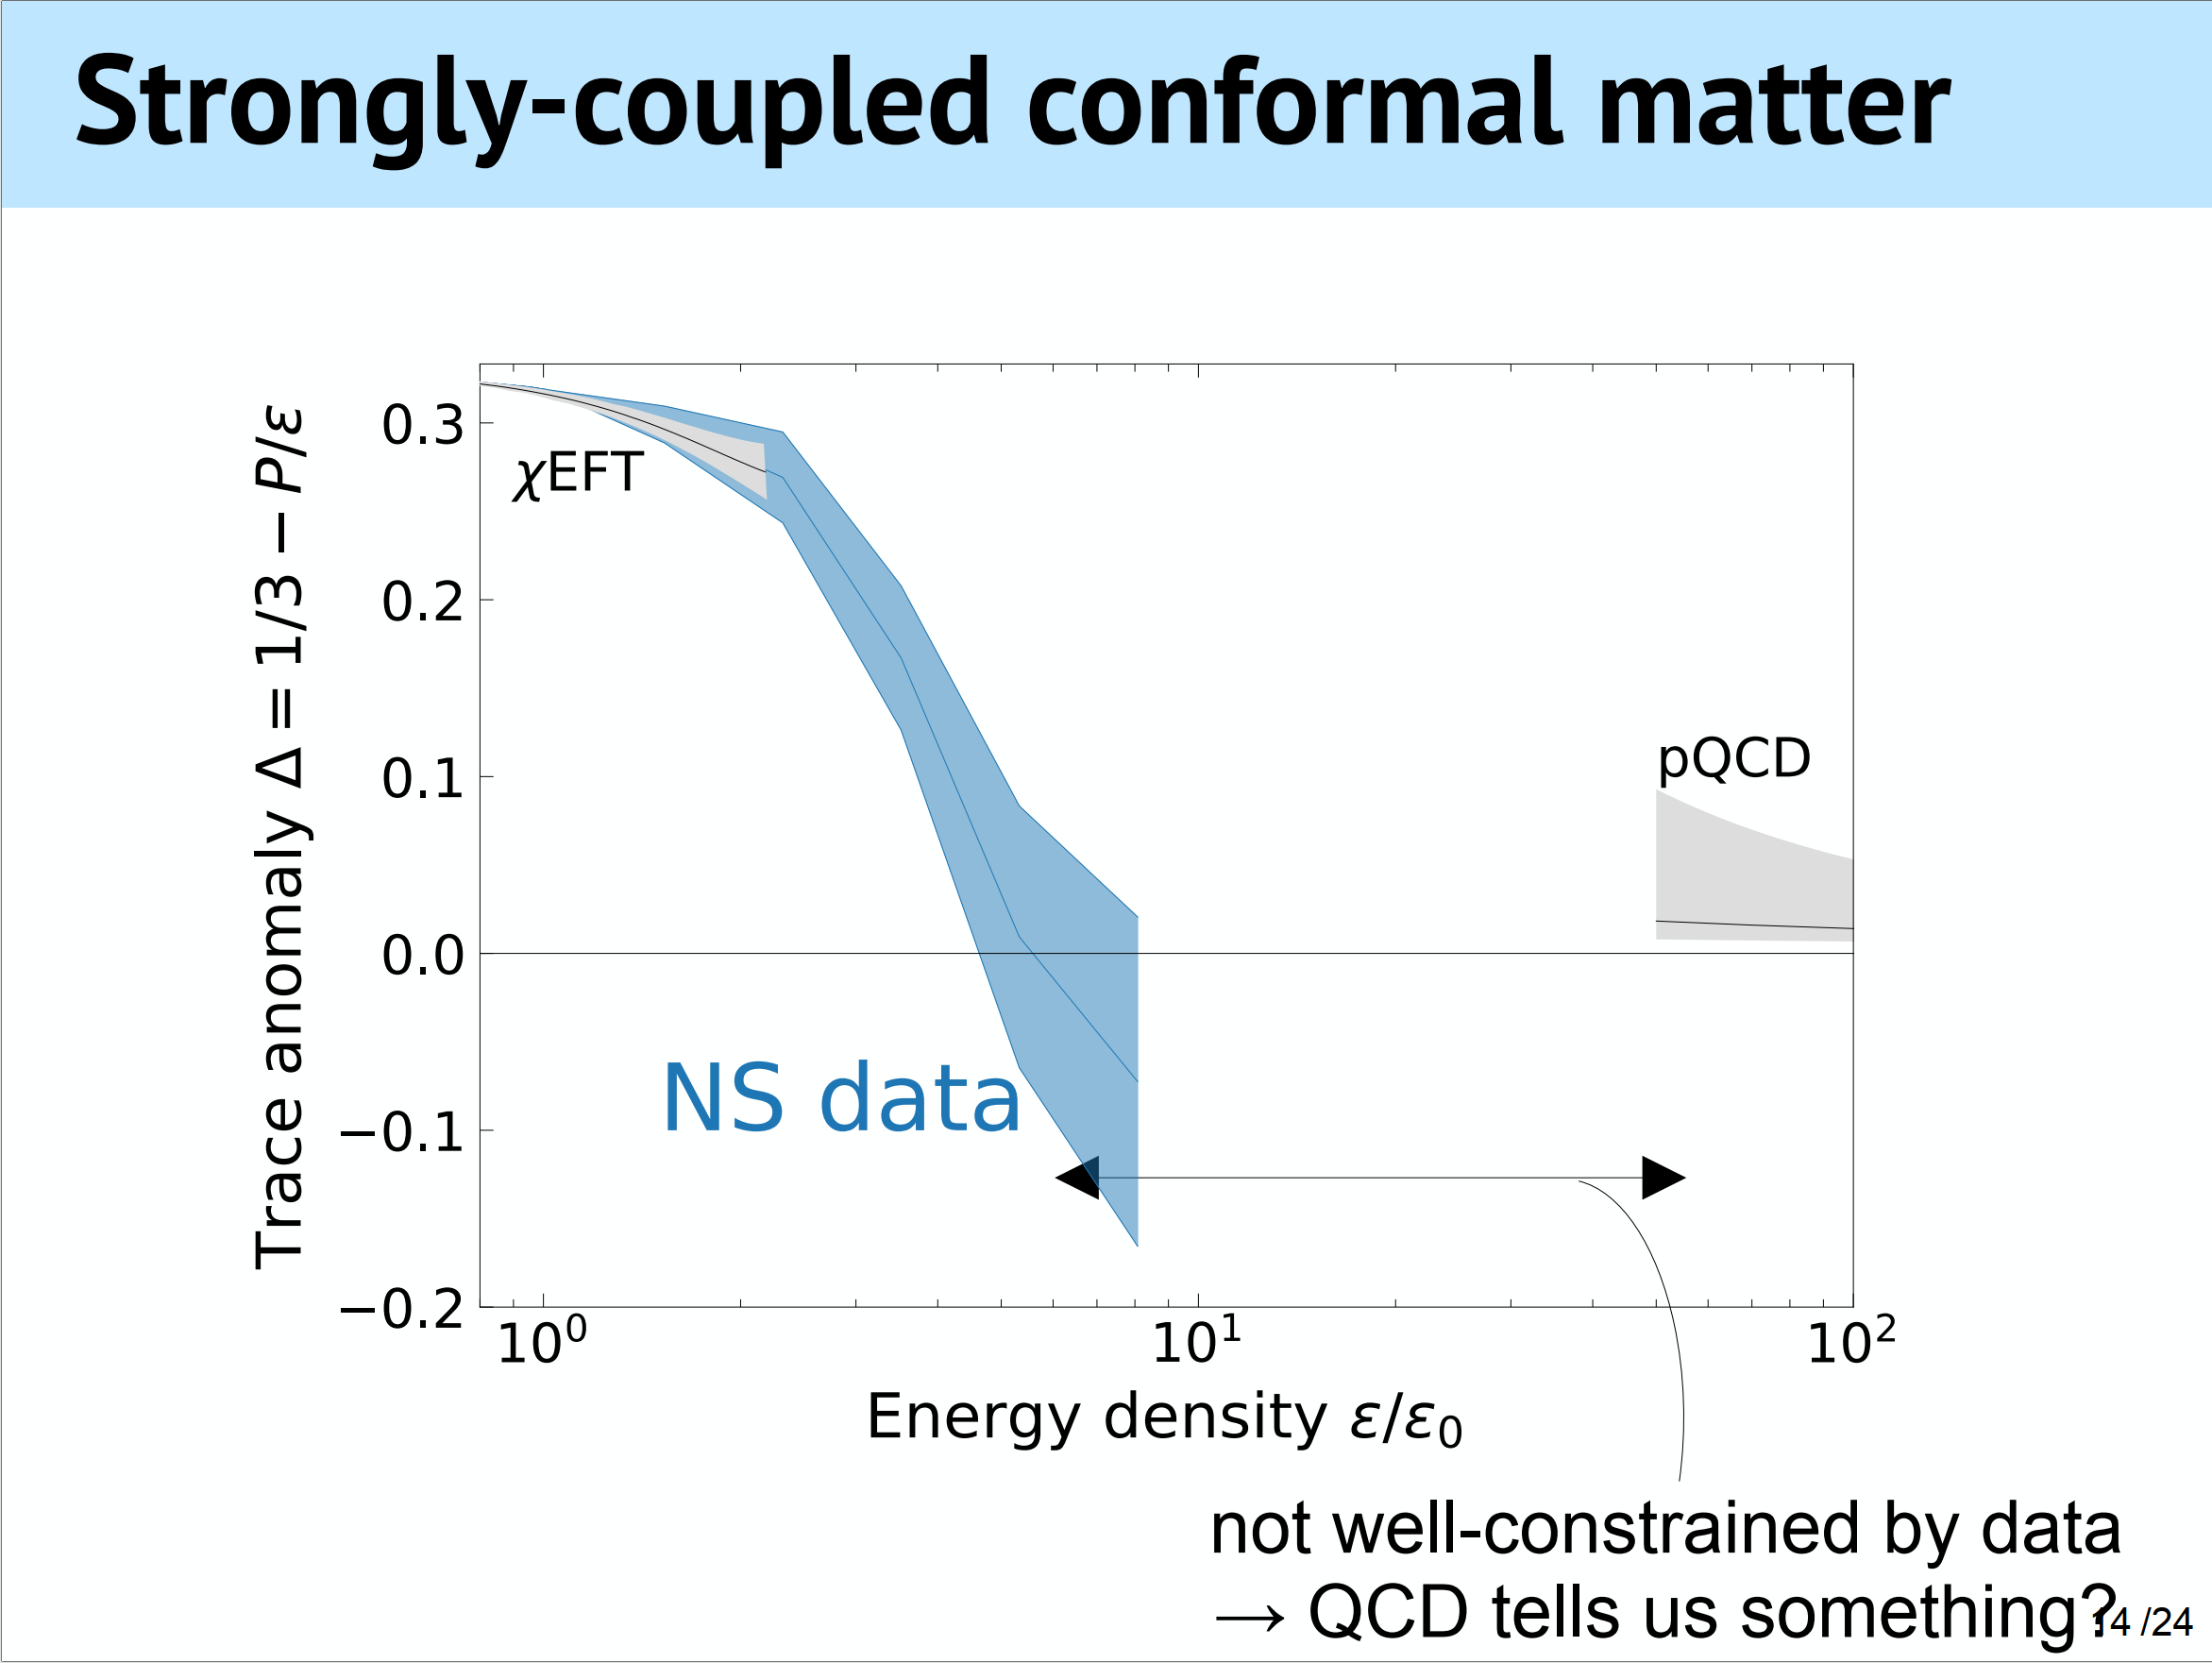 Strongly-coupled conformal matter
Trace anomaly Δ = 1/3 − P/ε
0.3
0.2
0.1
0.0
−0.1
−0.2
χEFT
pQCD
NS data
10⁰
10¹
10²
Energy density ε/ε₀
not well-constrained by data
→ QCD tells us something?
14 /24